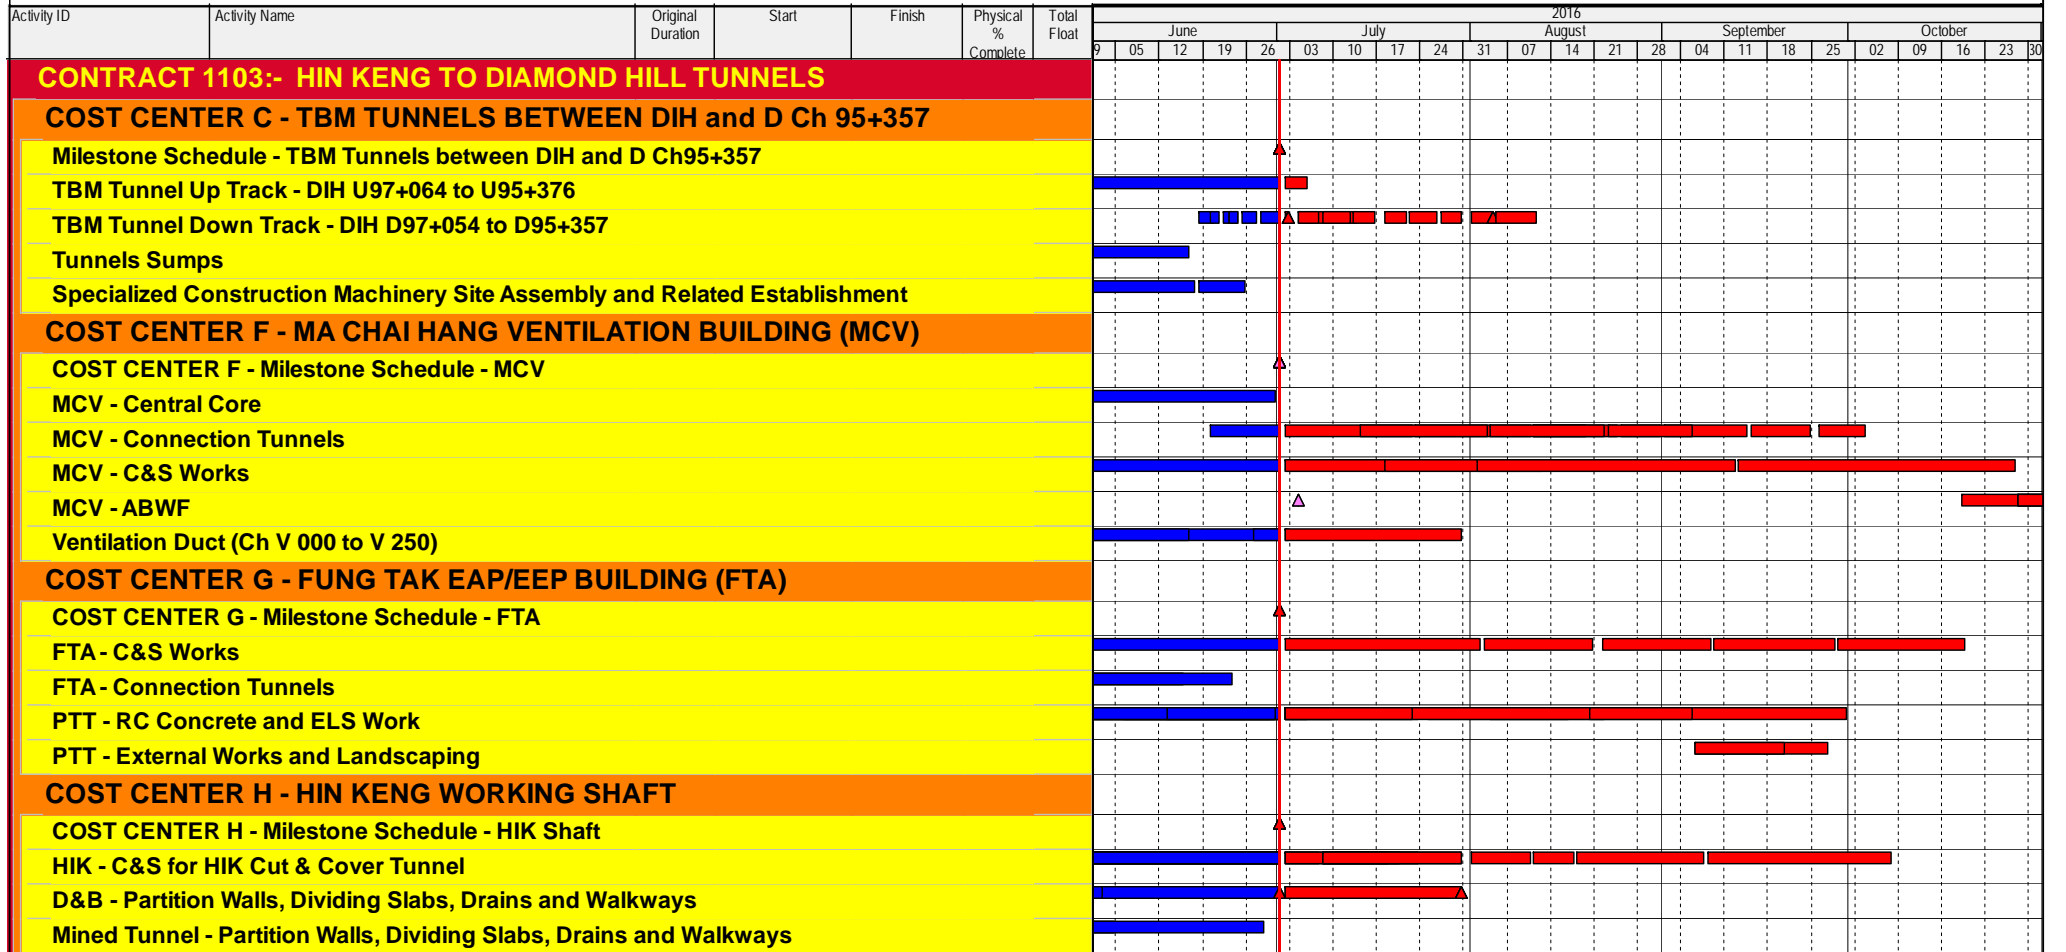 Activity ID Activity Name Original Duration Start Finish Physical % Complete Total Float 2016
June July August September October
9 05 12 19 26 03 10 17 24 31 07 14 21 28 04 11 18 25 02 09 16 23 30
CONTRACT 1103:- HIN KENG TO DIAMOND HILL TUNNELS
COST CENTER C - TBM TUNNELS BETWEEN DIH and D Ch 95+357
Milestone Schedule - TBM Tunnels between DIH and D Ch95+357
TBM Tunnel Up Track - DIH U97+064 to U95+376
TBM Tunnel Down Track - DIH D97+054 to D95+357
Tunnels Sumps
Specialized Construction Machinery Site Assembly and Related Establishment
COST CENTER F - MA CHAI HANG VENTILATION BUILDING (MCV)
COST CENTER F - Milestone Schedule - MCV
MCV - Central Core
MCV - Connection Tunnels
MCV - C&S Works
MCV - ABWF
Ventilation Duct (Ch V 000 to V 250)
COST CENTER G - FUNG TAK EAP/EEP BUILDING (FTA)
COST CENTER G - Milestone Schedule - FTA
FTA - C&S Works
FTA - Connection Tunnels
PTT - RC Concrete and ELS Work
PTT - External Works and Landscaping
COST CENTER H - HIN KENG WORKING SHAFT
COST CENTER H - Milestone Schedule - HIK Shaft
HIK - C&S for HIK Cut & Cover Tunnel
D&B - Partition Walls, Dividing Slabs, Drains and Walkways
Mined Tunnel - Partition Walls, Dividing Slabs, Drains and Walkways